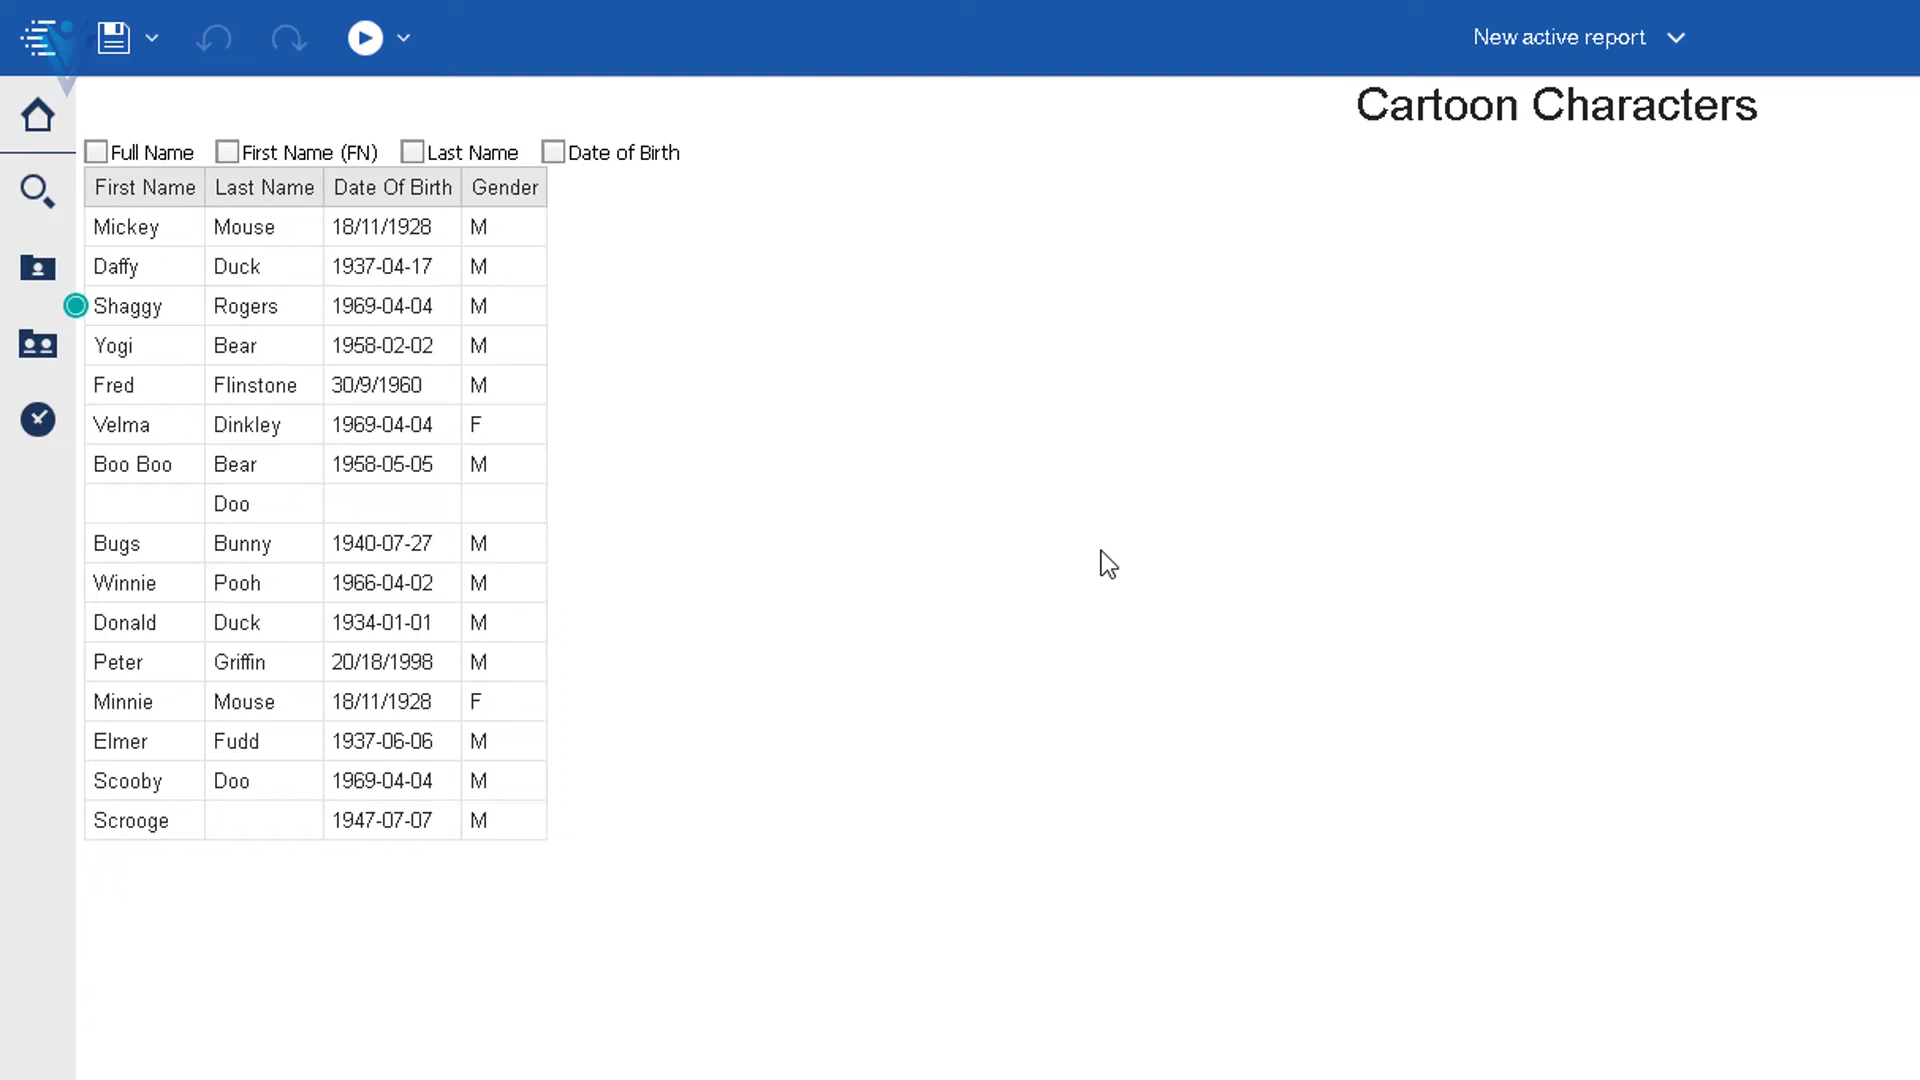 New active report
Cartoon Characters
Full Name First Name (FN) Last Name Date of Birth
First Name Last Name Date Of Birth Gender
Mickey Mouse 18/11/1928 M
Daffy Duck 1937-04-17 M
Shaggy Rogers 1969-04-04 M
Yogi Bear 1958-02-02 M
Fred Flinstone 30/9/1960 M
Velma Dinkley 1969-04-04 F
Boo Boo Bear 1958-05-05 M
Doo
Bugs Bunny 1940-07-27 M
Winnie Pooh 1966-04-02 M
Donald Duck 1934-01-01 M
Peter Griffin 20/18/1998 M
Minnie Mouse 18/11/1928 F
Elmer Fudd 1937-06-06 M
Scooby Doo 1969-04-04 M
Scrooge 1947-07-07 M